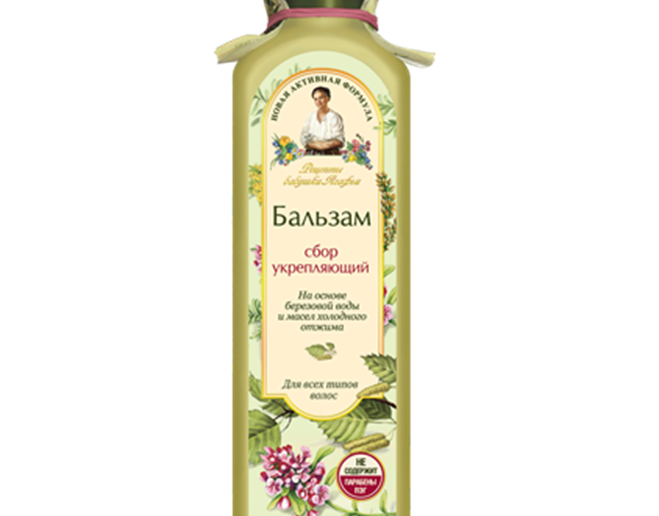 НОВАЯ АКТИВНАЯ ФОРМУЛА
Рецепты
бабушки Агафьи
Бальзам
сбор
укрепляющий
На основе
березовой воды
и масел холодного
отжима
Для всех типов
волос
НЕ
СОДЕРЖИТ
ПАРАБЕНЫ
ПЭГ